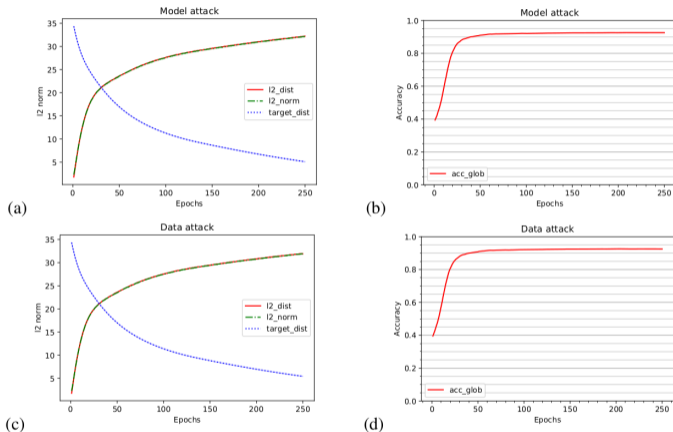 Model attack
35
30
25
20
15
10
5
l2 norm
l2_dist
l2_norm
target_dist
0 50 100 150 200 250
Epochs
(a)
Model attack
1.0
0.8
0.6
0.4
0.2
0.0
Accuracy
acc_glob
0 50 100 150 200 250
Epochs
(b)
Data attack
35
30
25
20
15
10
5
l2 norm
l2_dist
l2_norm
target_dist
0 50 100 150 200 250
Epochs
(c)
Data attack
1.0
0.8
0.6
0.4
0.2
0.0
Accuracy
acc_glob
0 50 100 150 200 250
Epochs
(d)